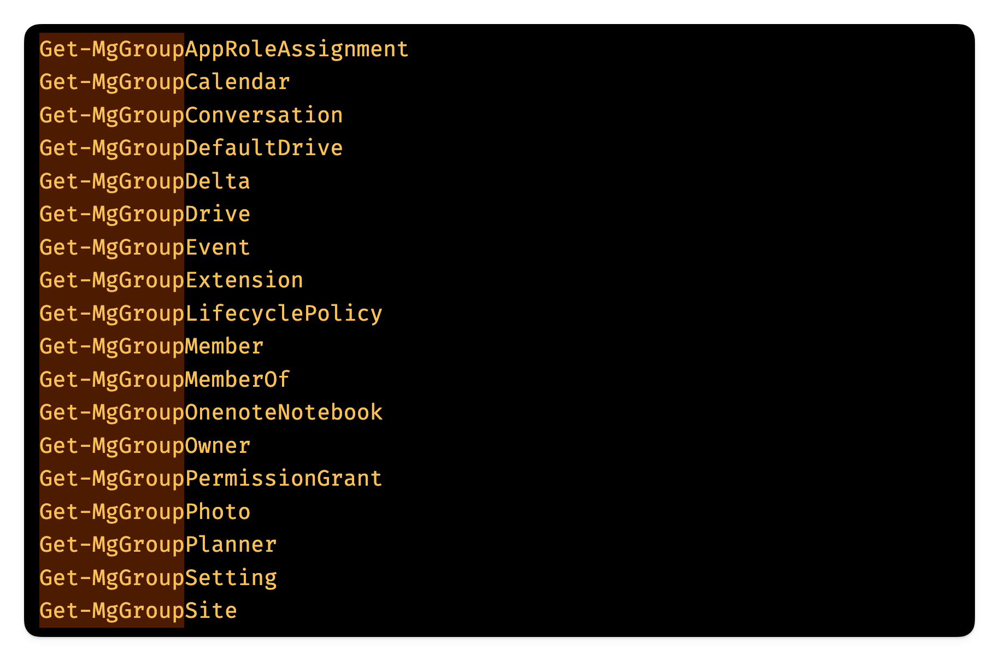 Get-MgGroupAppRoleAssignment
Get-MgGroupCalendar
Get-MgGroupConversation
Get-MgGroupDefaultDrive
Get-MgGroupDelta
Get-MgGroupDrive
Get-MgGroupEvent
Get-MgGroupExtension
Get-MgGroupLifecyclePolicy
Get-MgGroupMember
Get-MgGroupMemberOf
Get-MgGroupOnenoteNotebook
Get-MgGroupOwner
Get-MgGroupPermissionGrant
Get-MgGroupPhoto
Get-MgGroupPlanner
Get-MgGroupSetting
Get-MgGroupSite